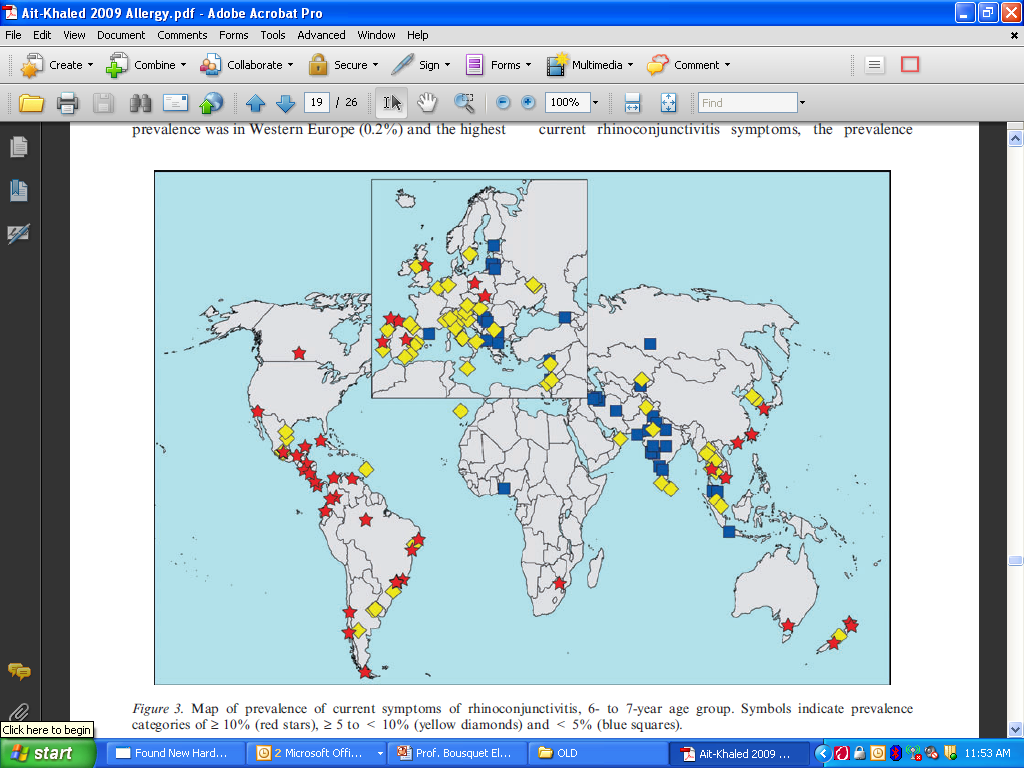 Ait-Khaled 2009 Allergy.pdf - Adobe Acrobat Pro
File Edit View Document Comments Forms Tools Advanced Window Help
Create Combine Collaborate Secure Sign Forms Multimedia Comment
19 / 26 100% Find
prevalence was in Western Europe (0.2%) and the highest
current rhinoconjunctivitis symptoms, the prevalence
Figure 3. Map of prevalence of current symptoms of rhinoconjunctivitis, 6- to 7-year age group. Symbols indicate prevalence
categories of ≥ 10% (red stars), ≥ 5 to < 10% (yellow diamonds) and < 5% (blue squares).
Click here to begin
start Found New Hard... 2 Microsoft Offi... Prof. Bousquet El... OLD Ait-Khaled 2009 ... 11:53 AM